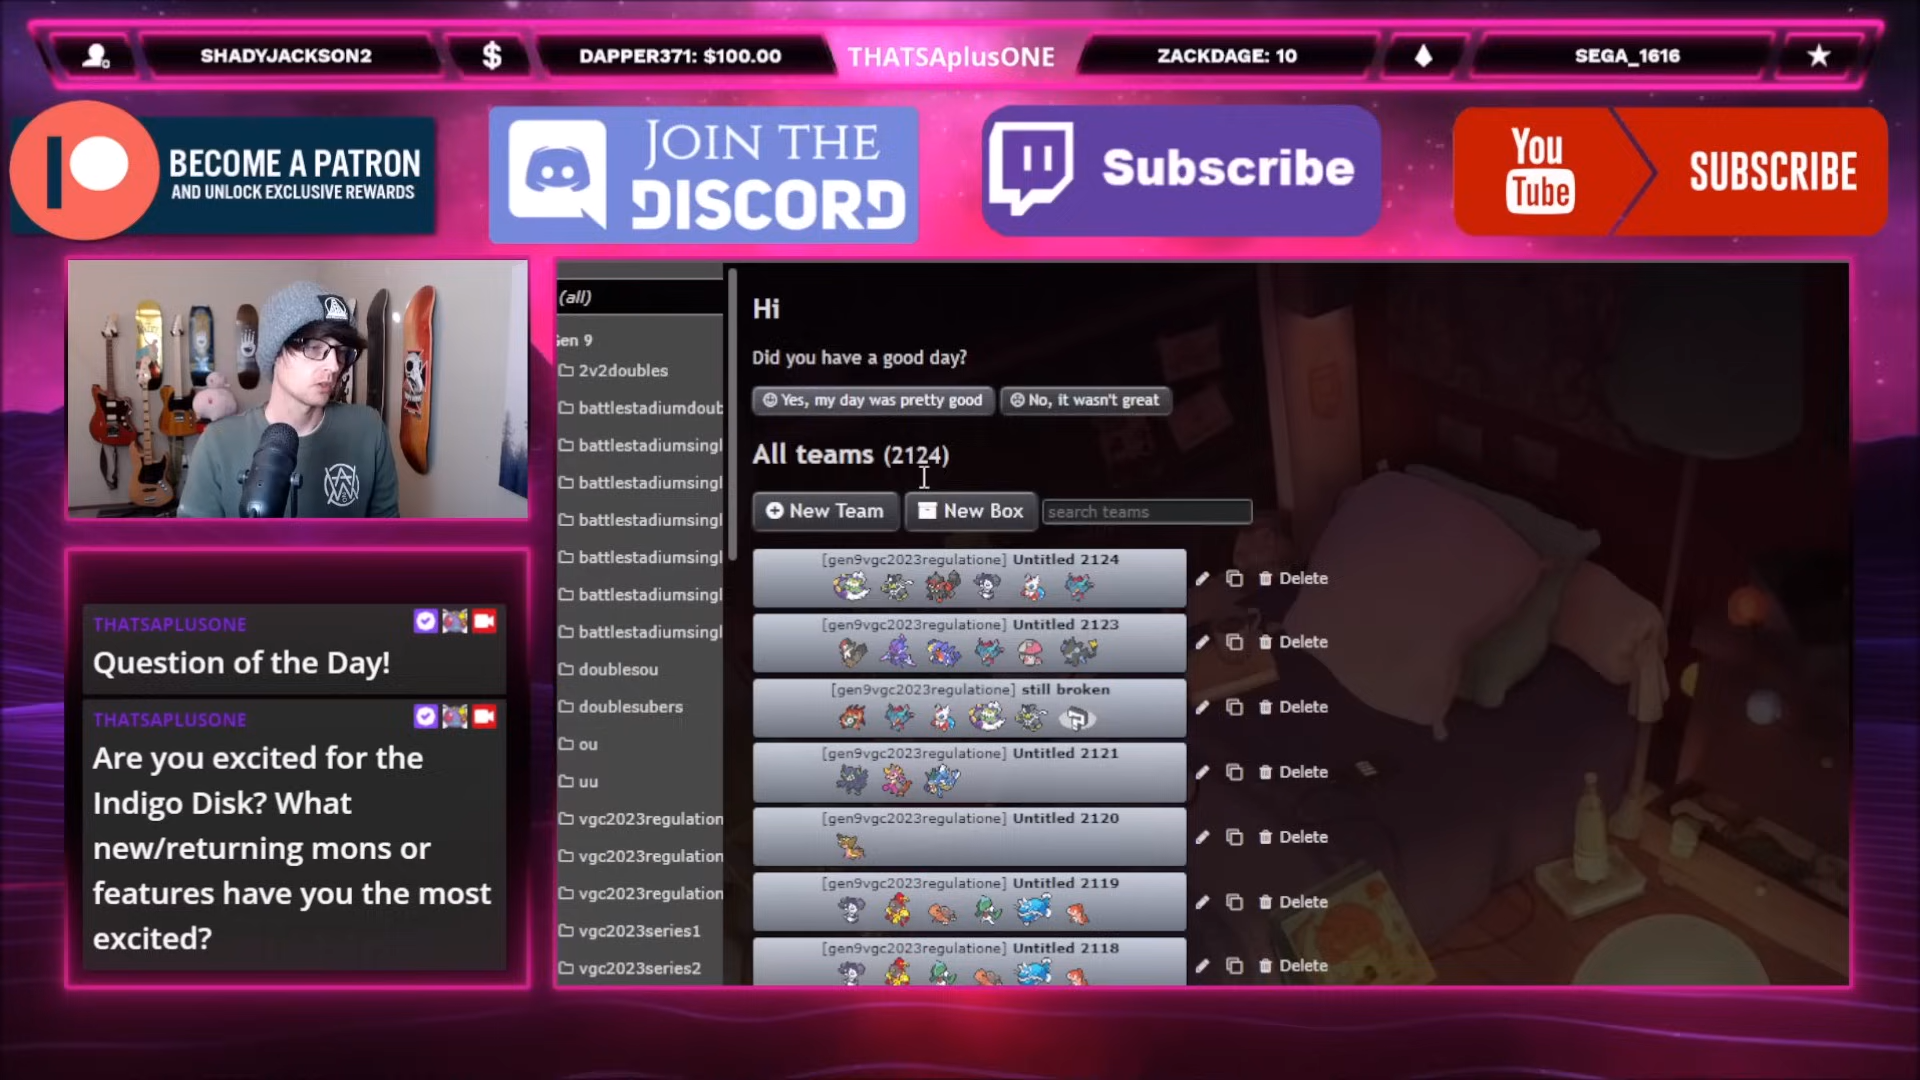 SHADYJACKSON2
$
DAPPER371: $100.00
THATSAplusONE
ZACKDAGE: 10
SEGA_1616
BECOME A PATRON
AND UNLOCK EXCLUSIVE REWARDS
JOIN THE
DISCORD
Subscribe
You
Tube
SUBSCRIBE
THATSAPLUSONE
Question of the Day!
THATSAPLUSONE
Are you excited for the
Indigo Disk? What
new/returning mons or
features have you the most
excited?
(all)
Gen 9
2v2doubles
battlestadiumdoub
battlestadiumsingl
battlestadiumsingl
battlestadiumsingl
battlestadiumsingl
battlestadiumsingl
battlestadiumsingl
doublesou
doublesubers
ou
uu
vgc2023regulation
vgc2023regulation
vgc2023regulation
vgc2023series1
vgc2023series2
Hi
Did you have a good day?
Yes, my day was pretty good
No, it wasn't great
All teams (2124)
New Team
New Box
search teams
[gen9vgc2023regulatione] Untitled 2124
Delete
[gen9vgc2023regulatione] Untitled 2123
Delete
[gen9vgc2023regulatione] still broken
Delete
[gen9vgc2023regulatione] Untitled 2121
Delete
[gen9vgc2023regulatione] Untitled 2120
Delete
[gen9vgc2023regulatione] Untitled 2119
Delete
[gen9vgc2023regulatione] Untitled 2118
Delete